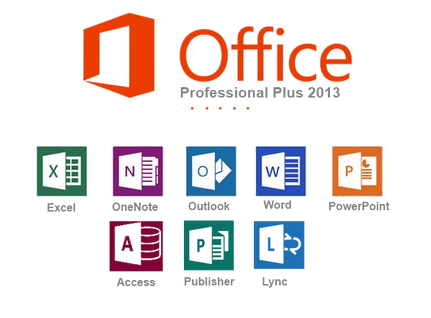 Office
Professional Plus 2013
X N O W P
Excel OneNote Outlook Word PowerPoint
A P L
Access Publisher Lync